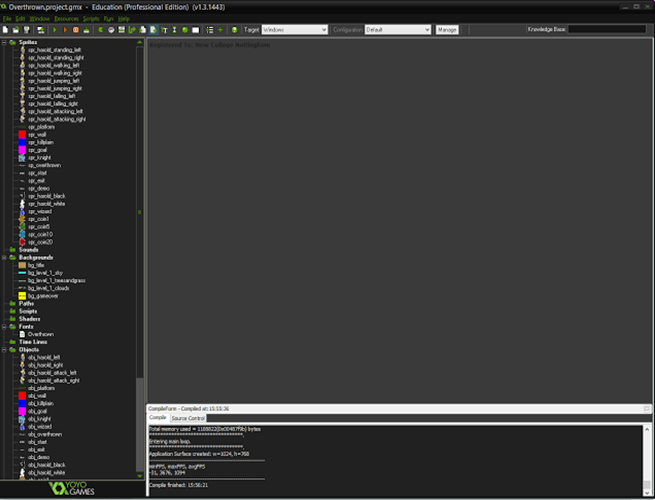 Overthrown.project.gmx - Education (Professional Edition) (v1.3.1443)
File Edit Window Resources Scripts Run Help
Target: Windows Configuration: Default Manage Knowledge Base:
Registered To: New College Nottingham
Sprites
spr_harold_standing_left
spr_harold_standing_right
spr_harold_walking_left
spr_harold_walking_right
spr_harold_jumping_left
spr_harold_jumping_right
spr_harold_falling_left
spr_harold_falling_right
spr_harold_attacking_left
spr_harold_attacking_right
spr_platform
spr_wall
spr_killplain
spr_goal
spr_knight
sp_overthrown
spr_start
spr_exit
spr_demo
spr_harold_black
spr_harold_white
spr_wizard
spr_coin1
spr_coin5
spr_coin10
spr_coin20
Sounds
Backgrounds
bg_title
bg_level_1_sky
bg_level_1_treesandgrass
bg_level_1_clouds
bg_gameover
Paths
Scripts
Shaders
Fonts
Overthrown
Time Lines
Objects
obj_harold_left
obj_harold_right
obj_harold_attack_left
obj_harold_attack_right
obj_platform
obj_wall
obj_killplain
obj_goal
obj_knight
obj_wizard
obj_overthrown
obj_start
obj_exit
obj_demo
obj_harold_black
obj_harold_white
YOYO
GAMES
CompileForm - Compiled at: 15:55:36
Compile Source Control
Total memory used = 1188822(0x00487f9b) bytes
Entering main loop.
Application Surface created: w=1024, h=768
MinFPS, maxFPS, avgFPS
-31, 3676, 1094
Compile finished: 15:56:21